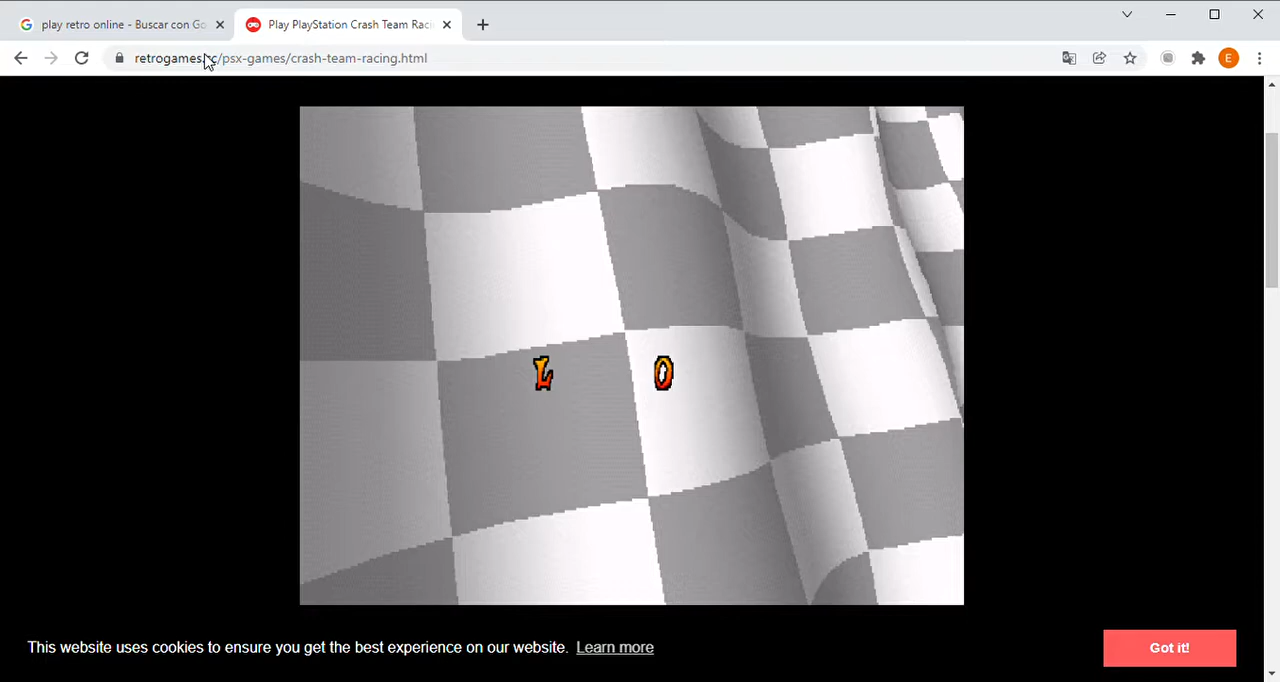 play retro online - Buscar con Go
Play PlayStation Crash Team Raci
retrogames.cc/psx-games/crash-team-racing.html
E
L O
This website uses cookies to ensure you get the best experience on our website. Learn more
Got it!